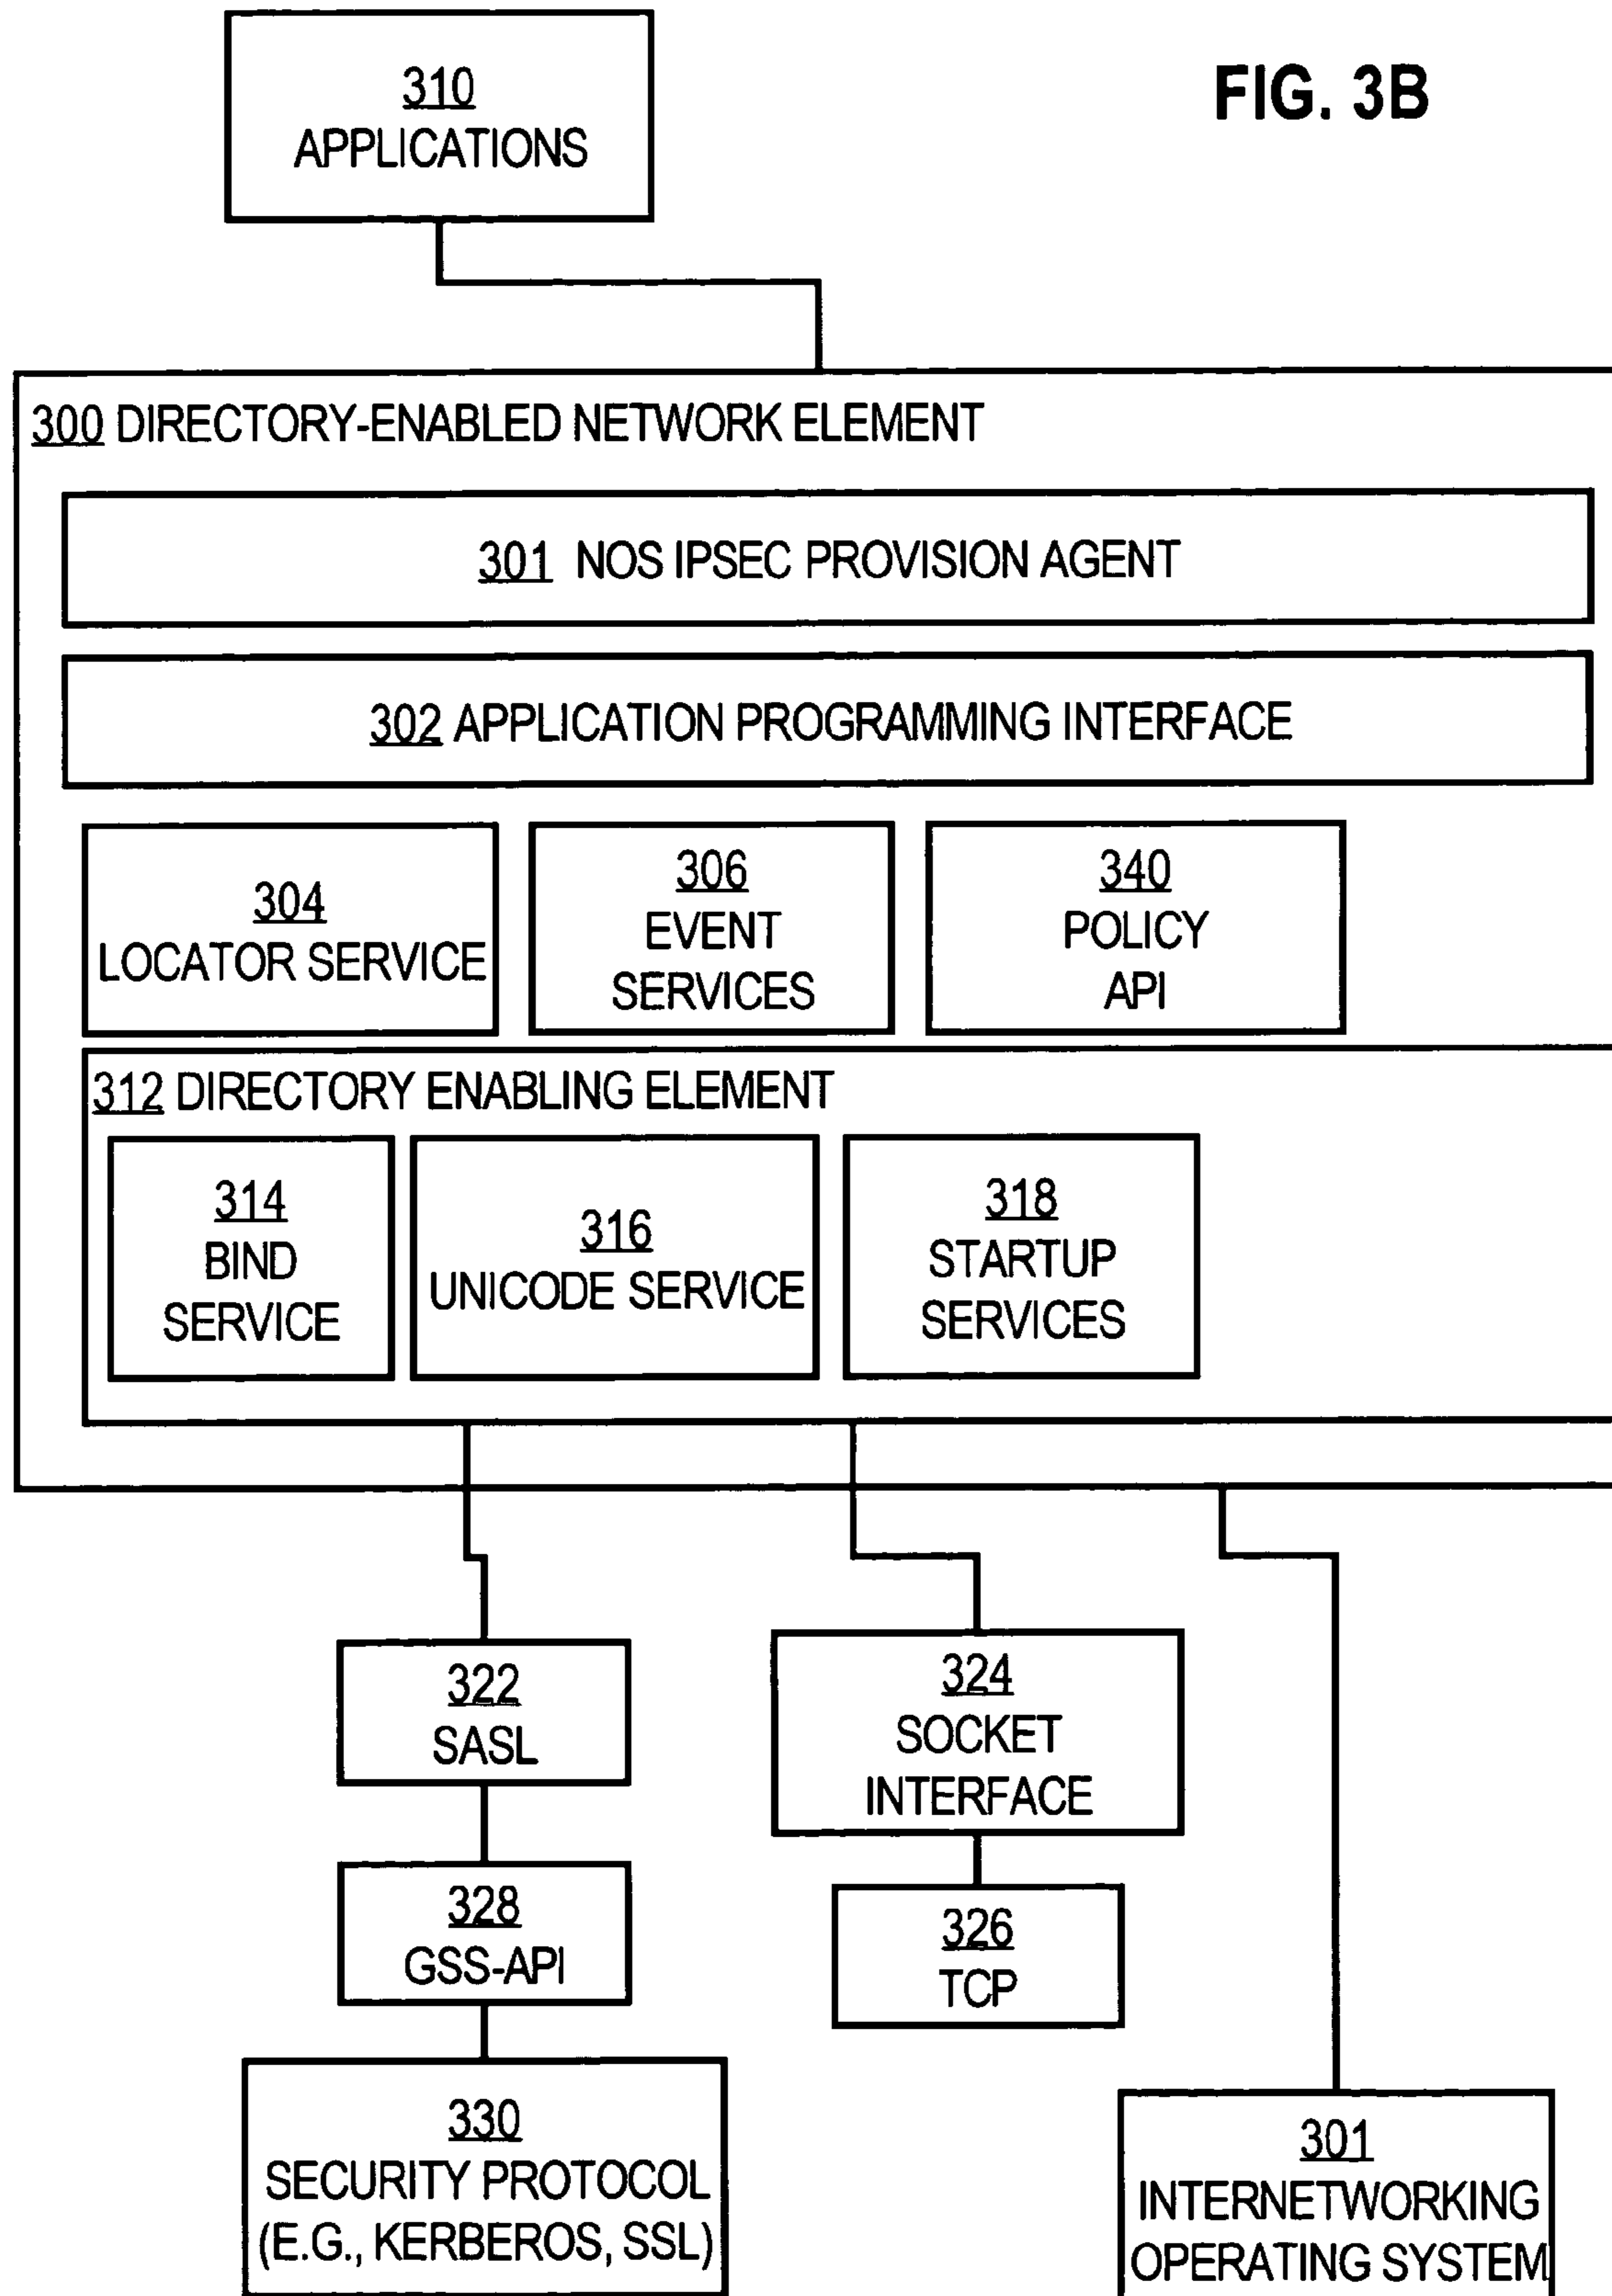 FIG. 3B
310
APPLICATIONS
300 DIRECTORY-ENABLED NETWORK ELEMENT
301 NOS IPSEC PROVISION AGENT
302 APPLICATION PROGRAMMING INTERFACE
304
LOCATOR SERVICE
306
EVENT
SERVICES
340
POLICY
API
312 DIRECTORY ENABLING ELEMENT
314
BIND
SERVICE
316
UNICODE SERVICE
318
STARTUP
SERVICES
322
SASL
324
SOCKET
INTERFACE
328
GSS-API
326
TCP
330
SECURITY PROTOCOL
(E.G., KERBEROS, SSL)
301
INTERNETWORKING
OPERATING SYSTEM